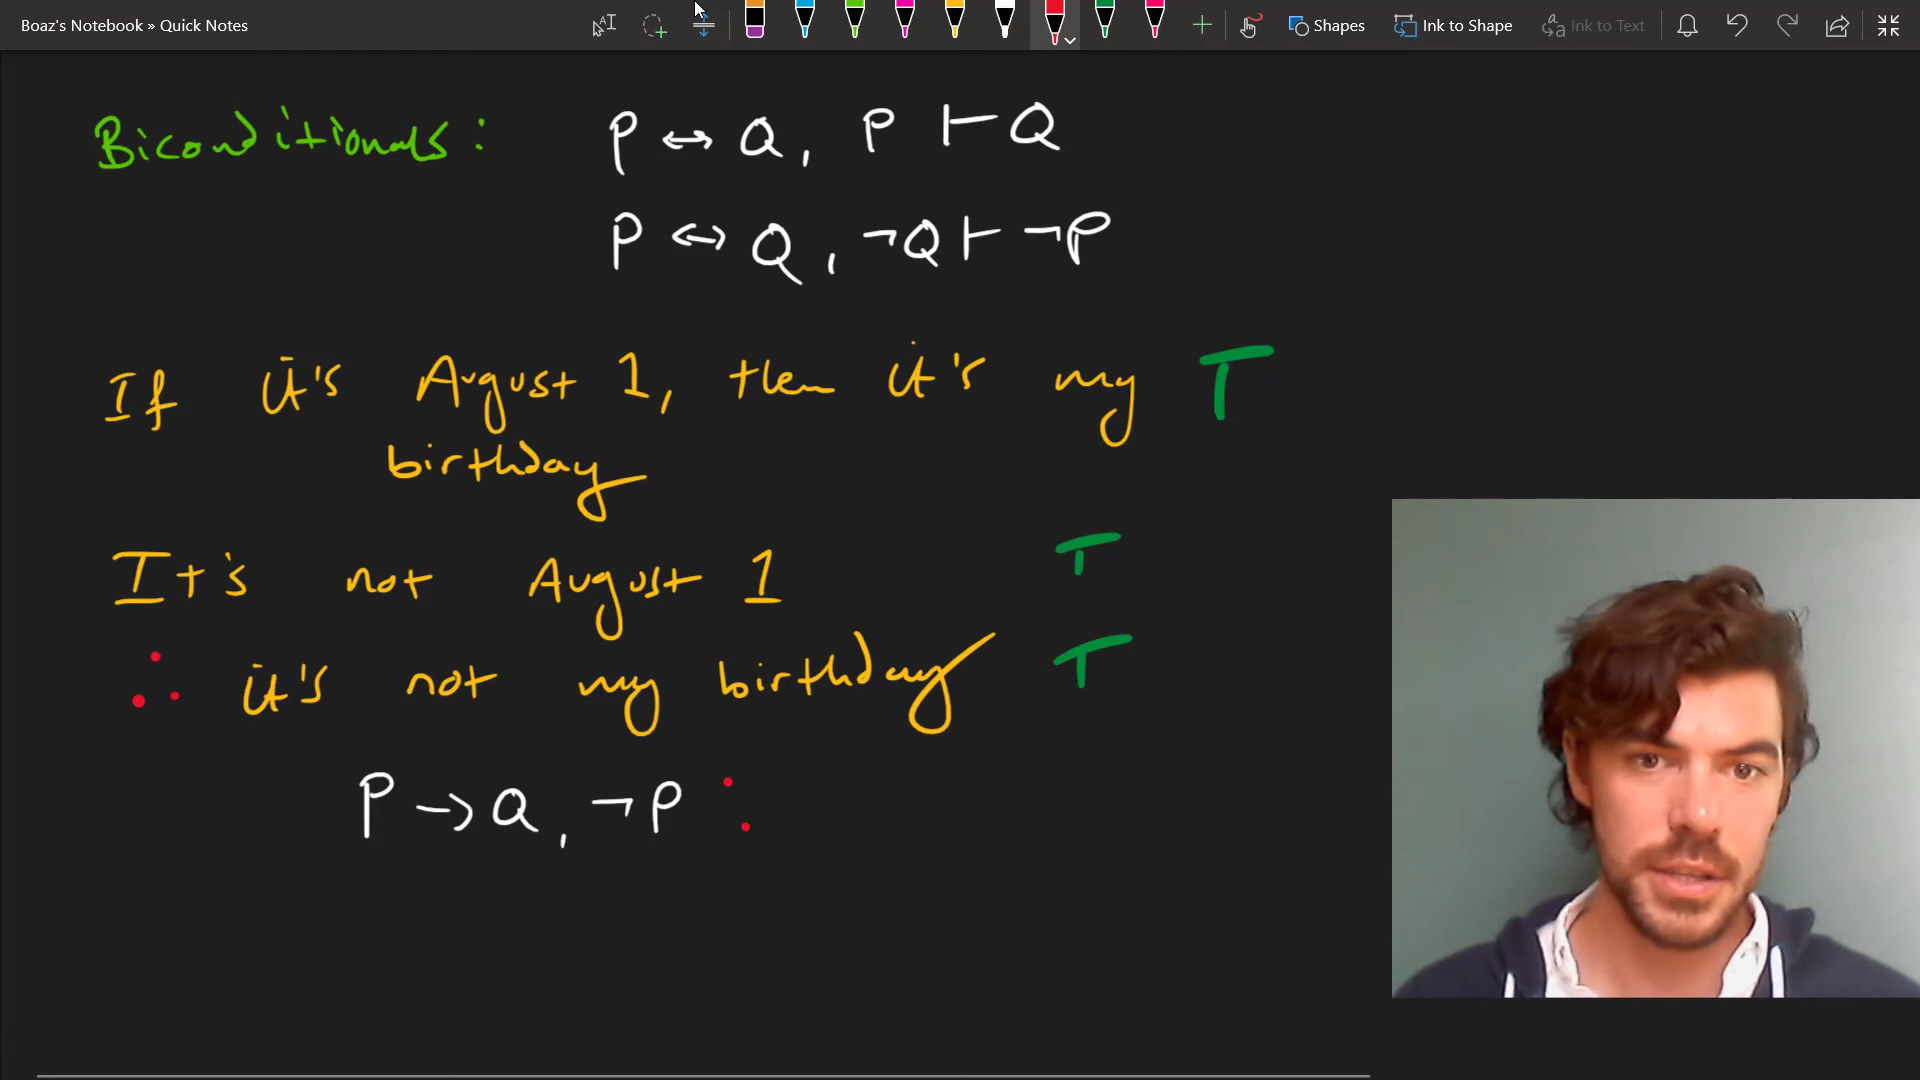 Boaz's Notebook » Quick Notes Shapes Ink to Shape Ink to Text
Biconditionals: P ↔ Q, P ⊢ Q
P ↔ Q, ¬Q ⊢ ¬P
If it's August 1, then it's my T
birthday
It's not August 1 T
∴ it's not my birthday T
P → Q, ¬P :